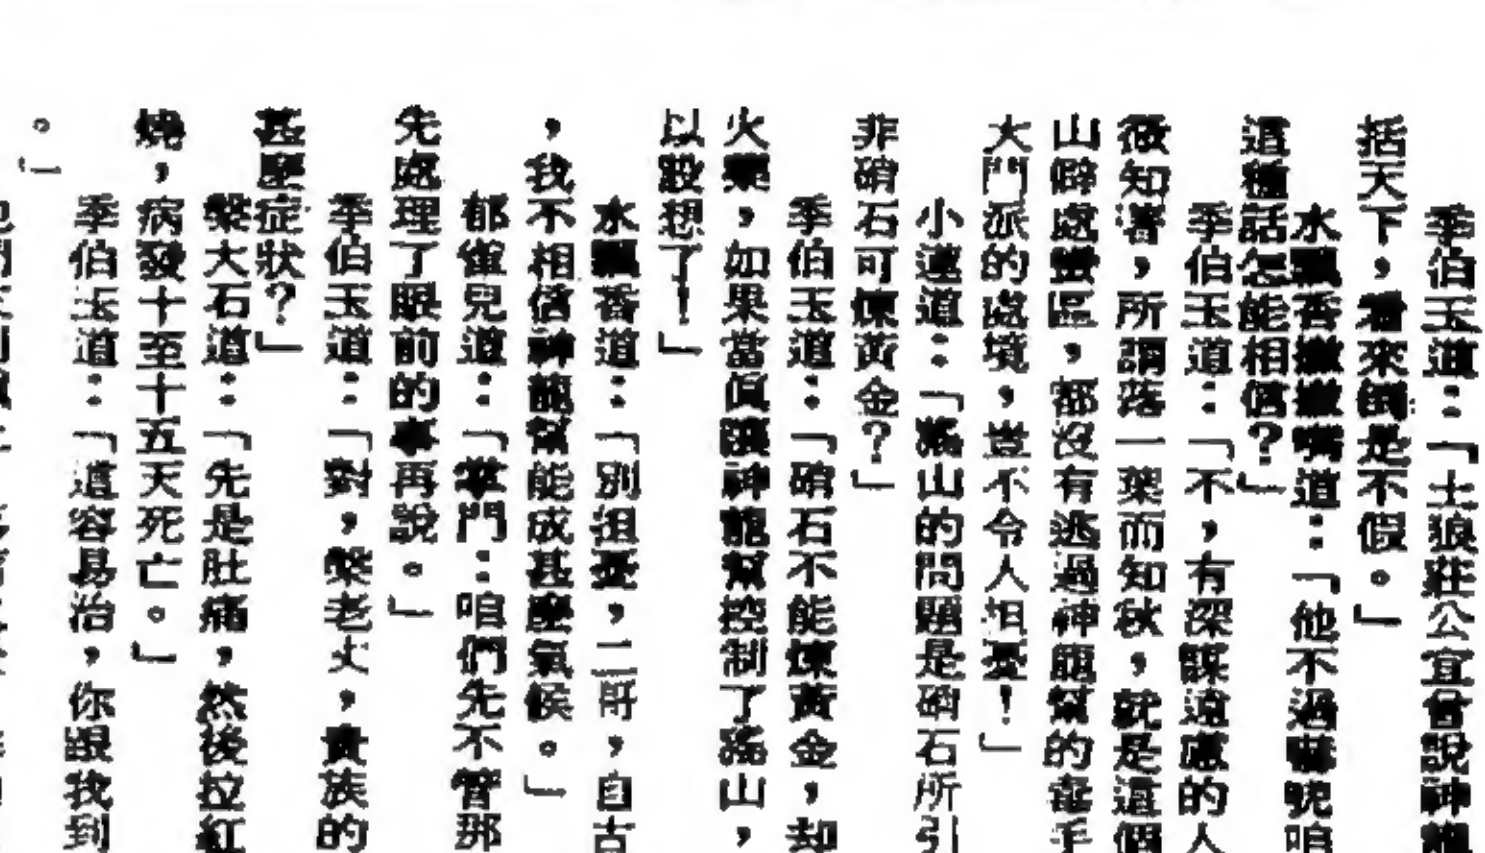 季伯玉道：「土狼莊公宜曾說神龍
括天下，看來倒是不假。」
水飄香撇撇嘴道：「他不過嚇唬咱
這種話怎能相信？」
季伯玉道：「不，有深謀遠慮的人
微知著，所謂落一葉而知秋，就是這個
山僻處蠻區，都沒有逃過神龍幫的毒手
大門派的處境，豈不令人担憂！」
小蓮道：「瑤山的問題是硝石所引
非硝石可煉黃金？」
季伯玉道：「硝石不能煉黃金，却
火藥，如果當真讓神龍幫控制了瑤山，
以設想了！」
水飄香道：「別担憂，二哥，自古
，我不相信神龍幫能成甚麼氣候。」
郁雀兒道：「掌門：咱們先不管那
先處理了眼前的事再說。」
季伯玉道：「對，槃老丈，貴族的
甚麼症狀？」
槃大石道：「先是肚痛，然後拉紅
燒，病發十至十五天死亡。」
季伯玉道：「這容易治，你跟我到
。」